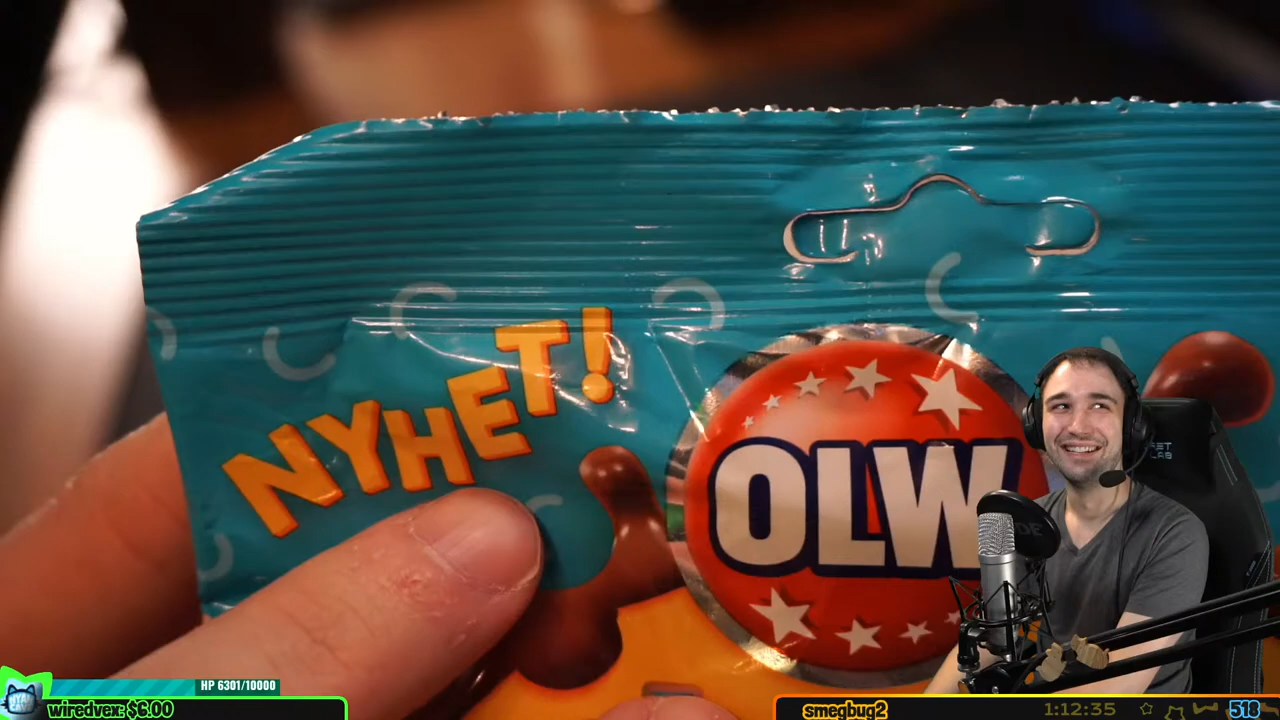 NYHET!
OLW
HP 6301/10000
wiredvex: $6.00
smegbug2
1:12:35
518